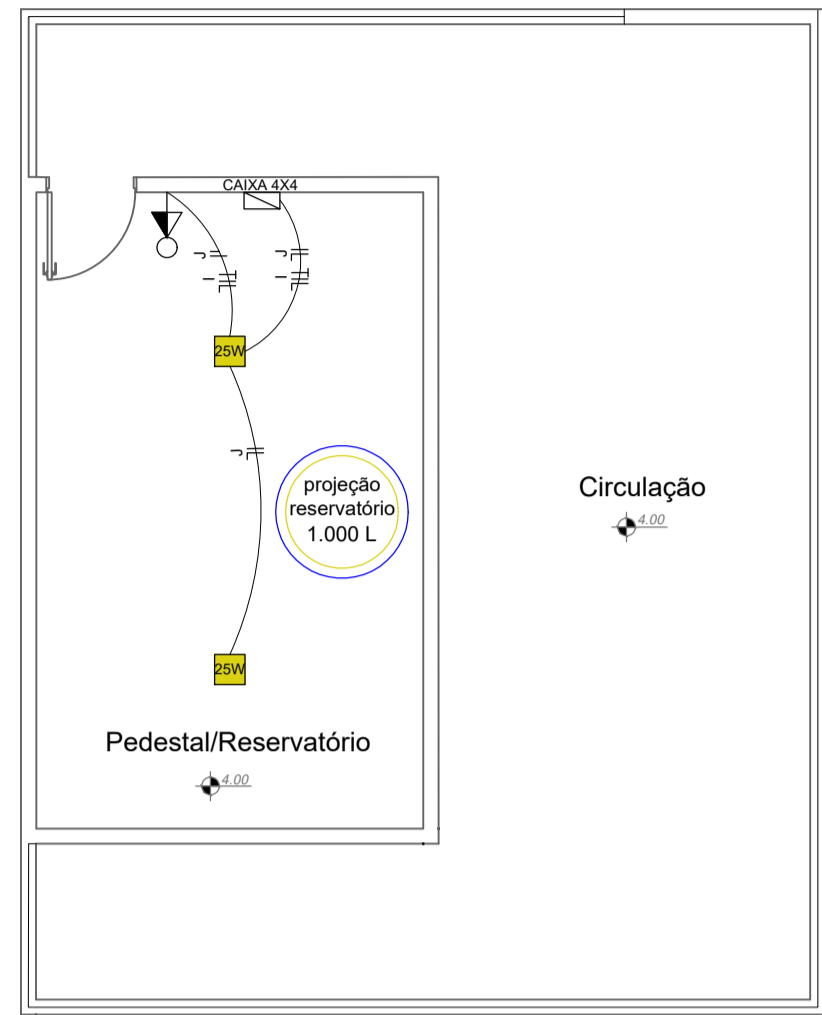 CAIXA 4X4
J
I
J
I
25W
J
projeção
reservatório
1.000 L
Circulação
4.00
25W
Pedestal/Reservatório
4.00